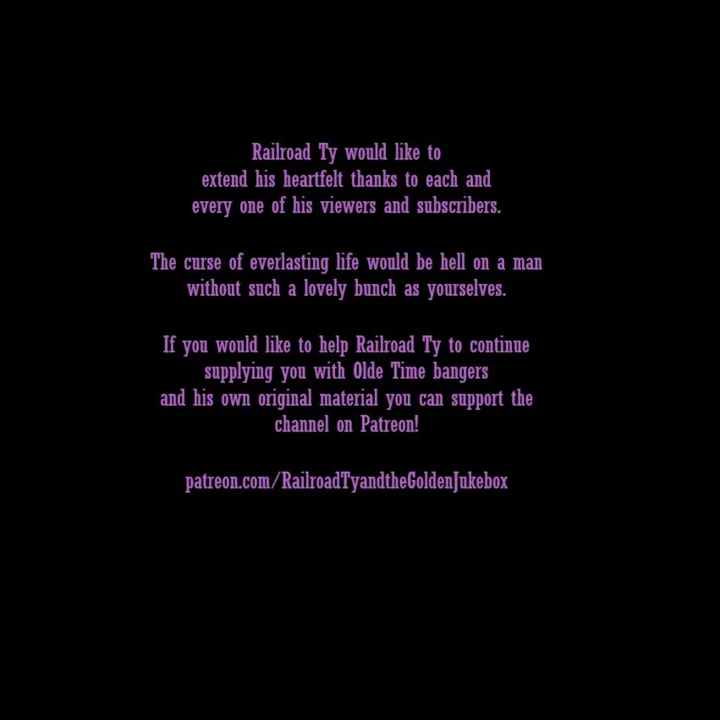 Railroad Ty would like to
extend his heartfelt thanks to each and
every one of his viewers and subscribers.
The curse of everlasting life would be hell on a man
without such a lovely bunch as yourselves.
If you would like to help Railroad Ty to continue
supplying you with Olde Time bangers
and his own original material you can support the
channel on Patreon!
patreon.com/RailroadTyandtheGoldenJukebox